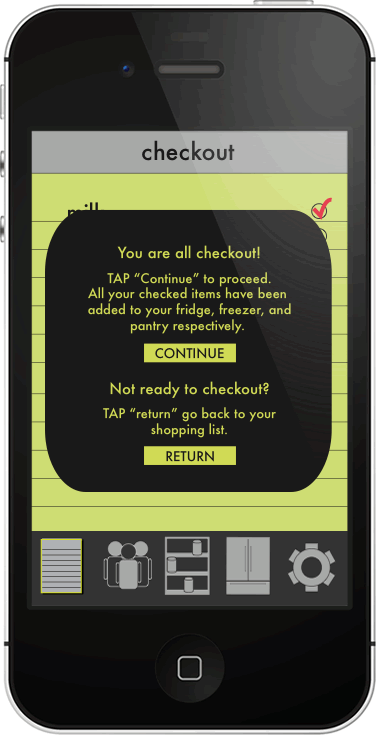 checkout
milk
You are all checkout!
TAP “Continue” to proceed.
All your checked items have been
added to your fridge, freezer, and
pantry respectively.
CONTINUE
Not ready to checkout?
TAP “return” go back to your
shopping list.
RETURN